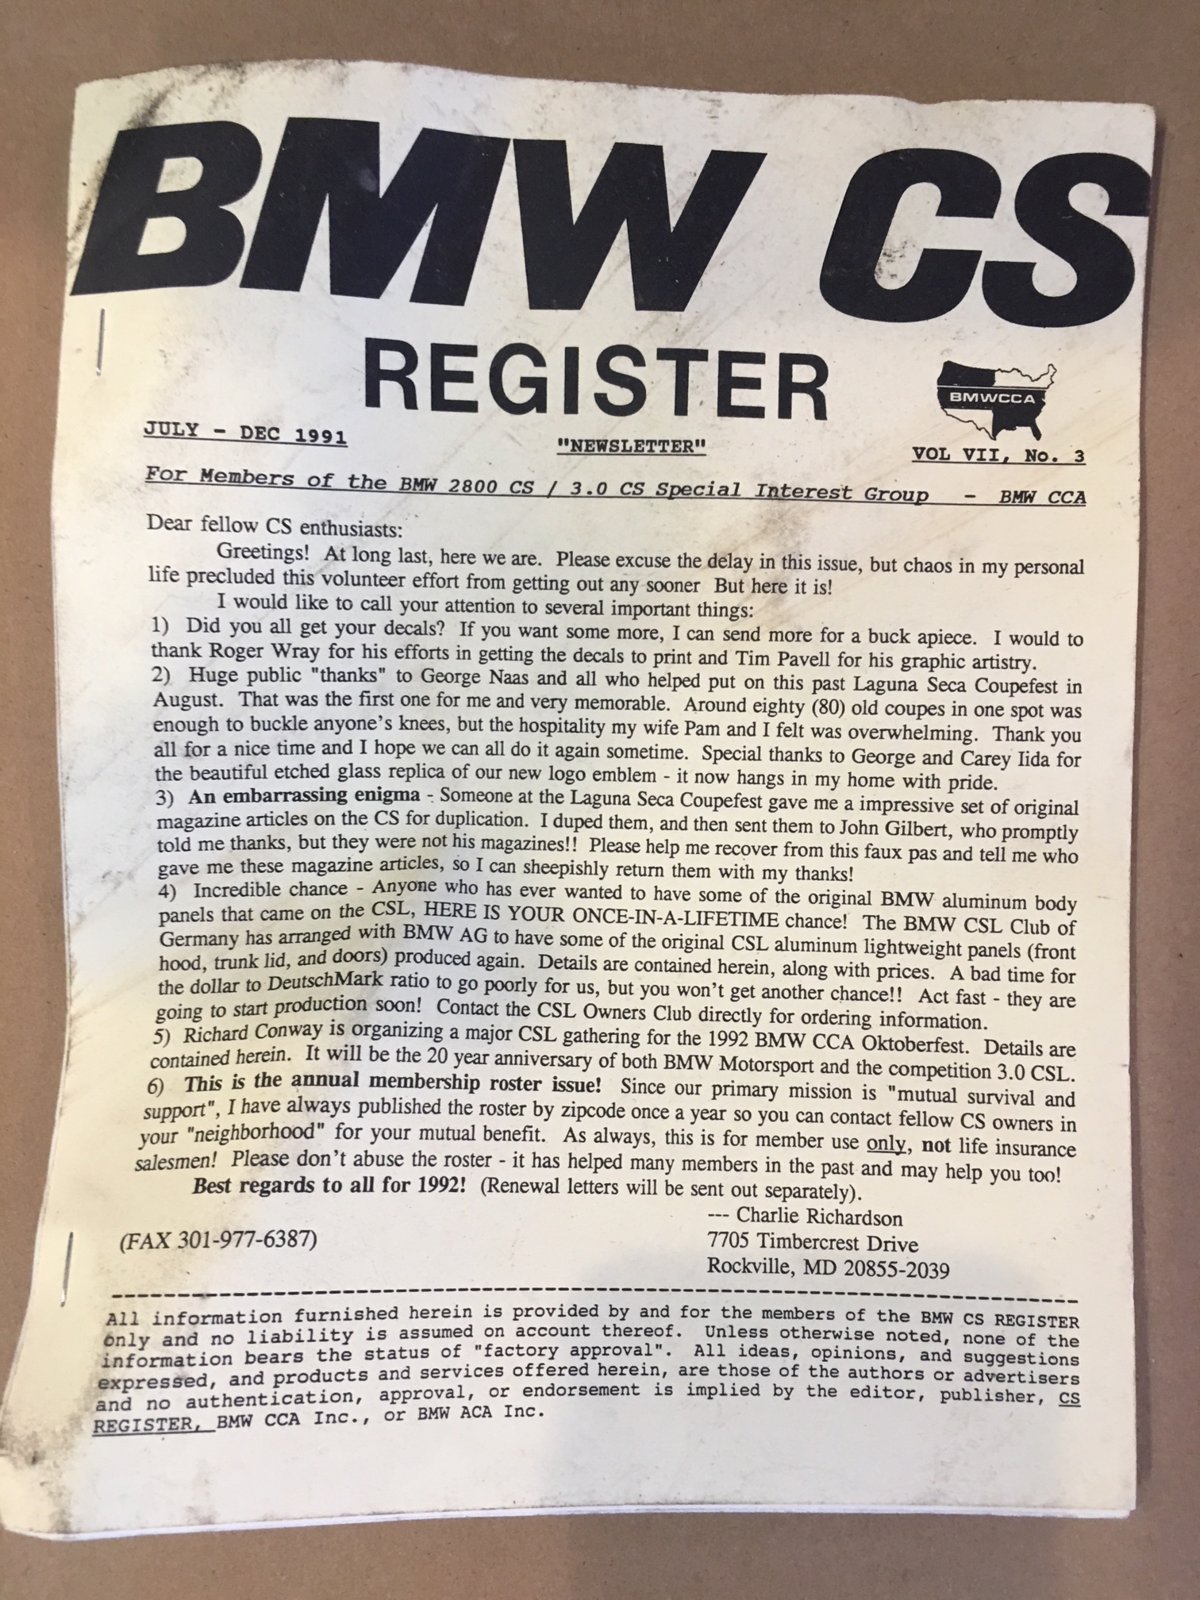 BMW CS
REGISTER
BMWCCA
JULY - DEC 1991
"NEWSLETTER"
VOL VII, No. 3
For Members of the BMW 2800 CS / 3.0 CS Special Interest Group - BMW CCA
Dear fellow CS enthusiasts:
Greetings! At long last, here we are. Please excuse the delay in this issue, but chaos in my personal
life precluded this volunteer effort from getting out any sooner But here it is!
I would like to call your attention to several important things:
1) Did you all get your decals? If you want some more, I can send more for a buck apiece. I would to
thank Roger Wray for his efforts in getting the decals to print and Tim Pavell for his graphic artistry.
2) Huge public "thanks" to George Naas and all who helped put on this past Laguna Seca Coupefest in
August. That was the first one for me and very memorable. Around eighty (80) old coupes in one spot was
enough to buckle anyone's knees, but the hospitality my wife Pam and I felt was overwhelming. Thank you
all for a nice time and I hope we can all do it again sometime. Special thanks to George and Carey Iida for
the beautiful etched glass replica of our new logo emblem - it now hangs in my home with pride.
3) An embarrassing enigma - Someone at the Laguna Seca Coupefest gave me a impressive set of original
magazine articles on the CS for duplication. I duped them, and then sent them to John Gilbert, who promptly
told me thanks, but they were not his magazines!! Please help me recover from this faux pas and tell me who
gave me these magazine articles, so I can sheepishly return them with my thanks!
4) Incredible chance - Anyone who has ever wanted to have some of the original BMW aluminum body
panels that came on the CSL, HERE IS YOUR ONCE-IN-A-LIFETIME chance! The BMW CSL Club of
Germany has arranged with BMW AG to have some of the original CSL aluminum lightweight panels (front
hood, trunk lid, and doors) produced again. Details are contained herein, along with prices. A bad time for
the dollar to DeutschMark ratio to go poorly for us, but you won't get another chance!! Act fast - they are
going to start production soon! Contact the CSL Owners Club directly for ordering information.
5) Richard Conway is organizing a major CSL gathering for the 1992 BMW CCA Oktoberfest. Details are
contained herein. It will be the 20 year anniversary of both BMW Motorsport and the competition 3.0 CSL.
6) This is the annual membership roster issue! Since our primary mission is "mutual survival and
support", I have always published the roster by zipcode once a year so you can contact fellow CS owners in
your "neighborhood" for your mutual benefit. As always, this is for member use only, not life insurance
salesmen! Please don't abuse the roster - it has helped many members in the past and may help you too!
Best regards to all for 1992! (Renewal letters will be sent out separately).
--- Charlie Richardson
(FAX 301-977-6387)
7705 Timbercrest Drive
Rockville, MD 20855-2039
All information furnished herein is provided by and for the members of the BMW CS REGISTER
only and no liability is assumed on account thereof. Unless otherwise noted, none of the
information bears the status of "factory approval". All ideas, opinions, and suggestions
expressed, and products and services offered herein, are those of the authors or advertisers
and no authentication, approval, or endorsement is implied by the editor, publisher, CS
REGISTER, BMW CCA Inc., or BMW ACA Inc.